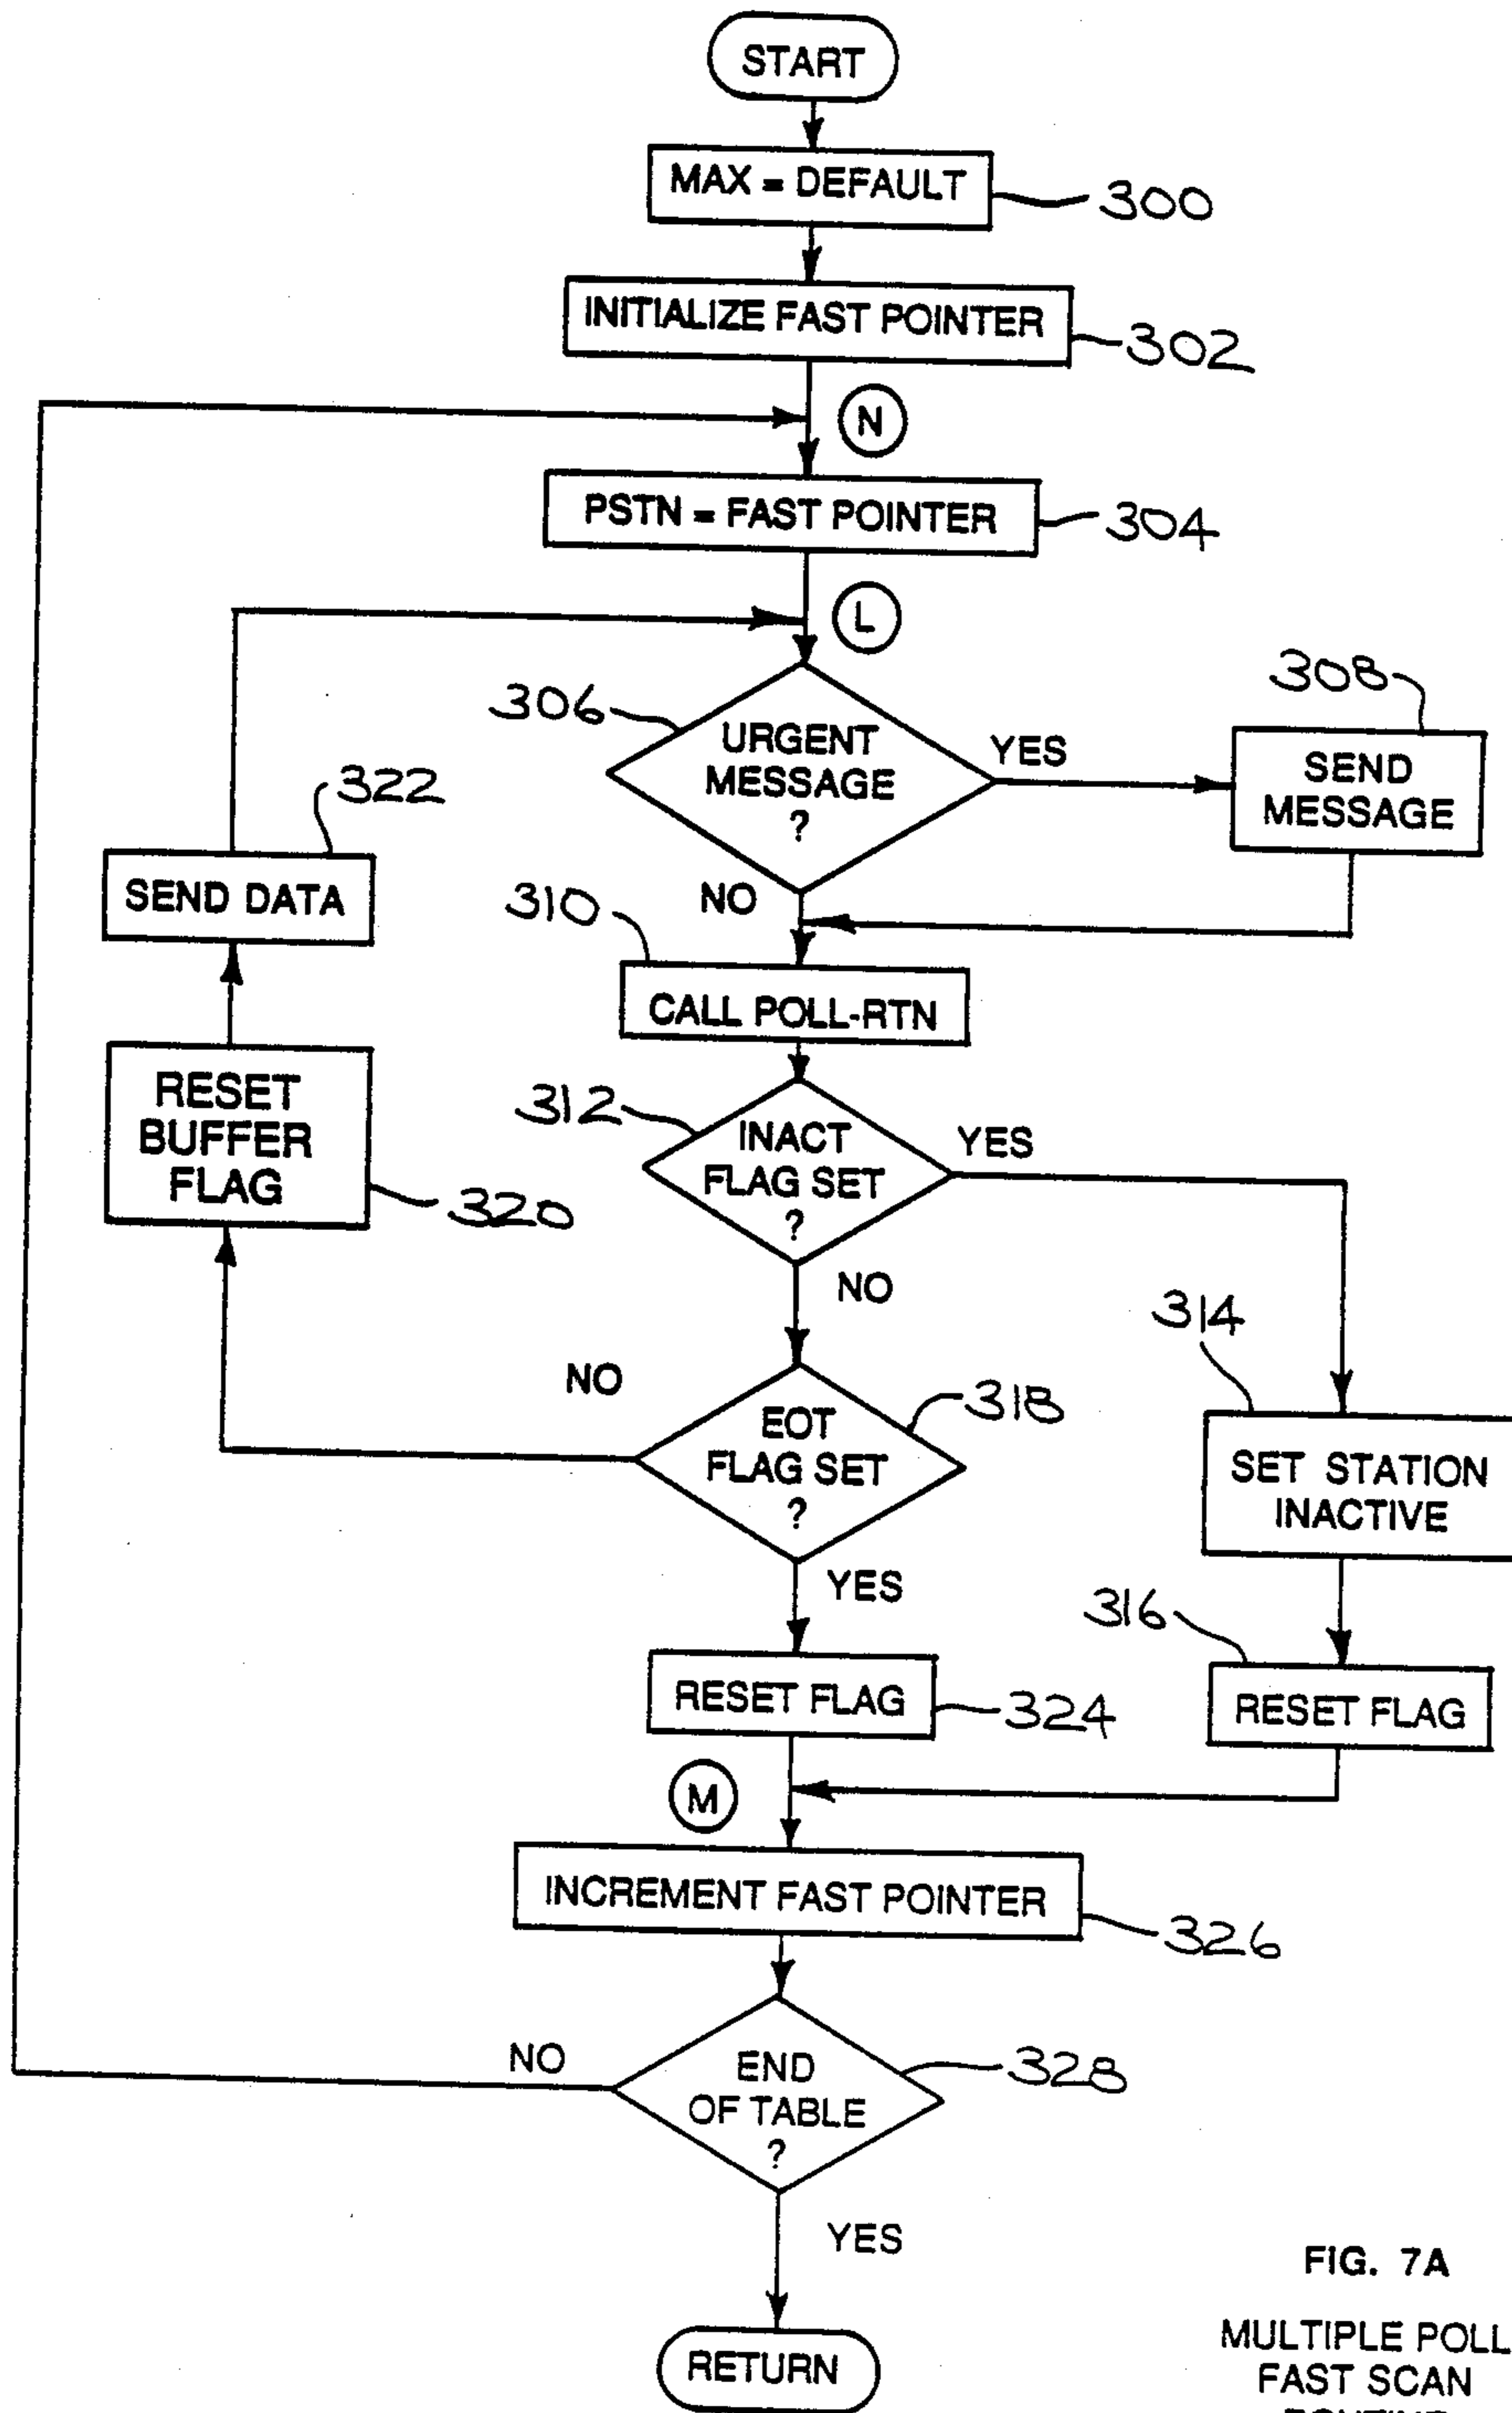 START
MAX = DEFAULT
300
INITIALIZE FAST POINTER
302
N
PSTN = FAST POINTER
304
L
306
URGENT
MESSAGE
?
YES
308
SEND
MESSAGE
322
SEND DATA
NO
310
CALL POLL-RTN
RESET
BUFFER
FLAG
320
312
INACT
FLAG SET
?
YES
NO
314
SET STATION
INACTIVE
NO
EOT
FLAG SET
?
318
YES
316
RESET FLAG
RESET FLAG
324
M
INCREMENT FAST POINTER
326
NO
END
OF TABLE
?
328
YES
RETURN
FIG. 7A
MULTIPLE POLL
FAST SCAN